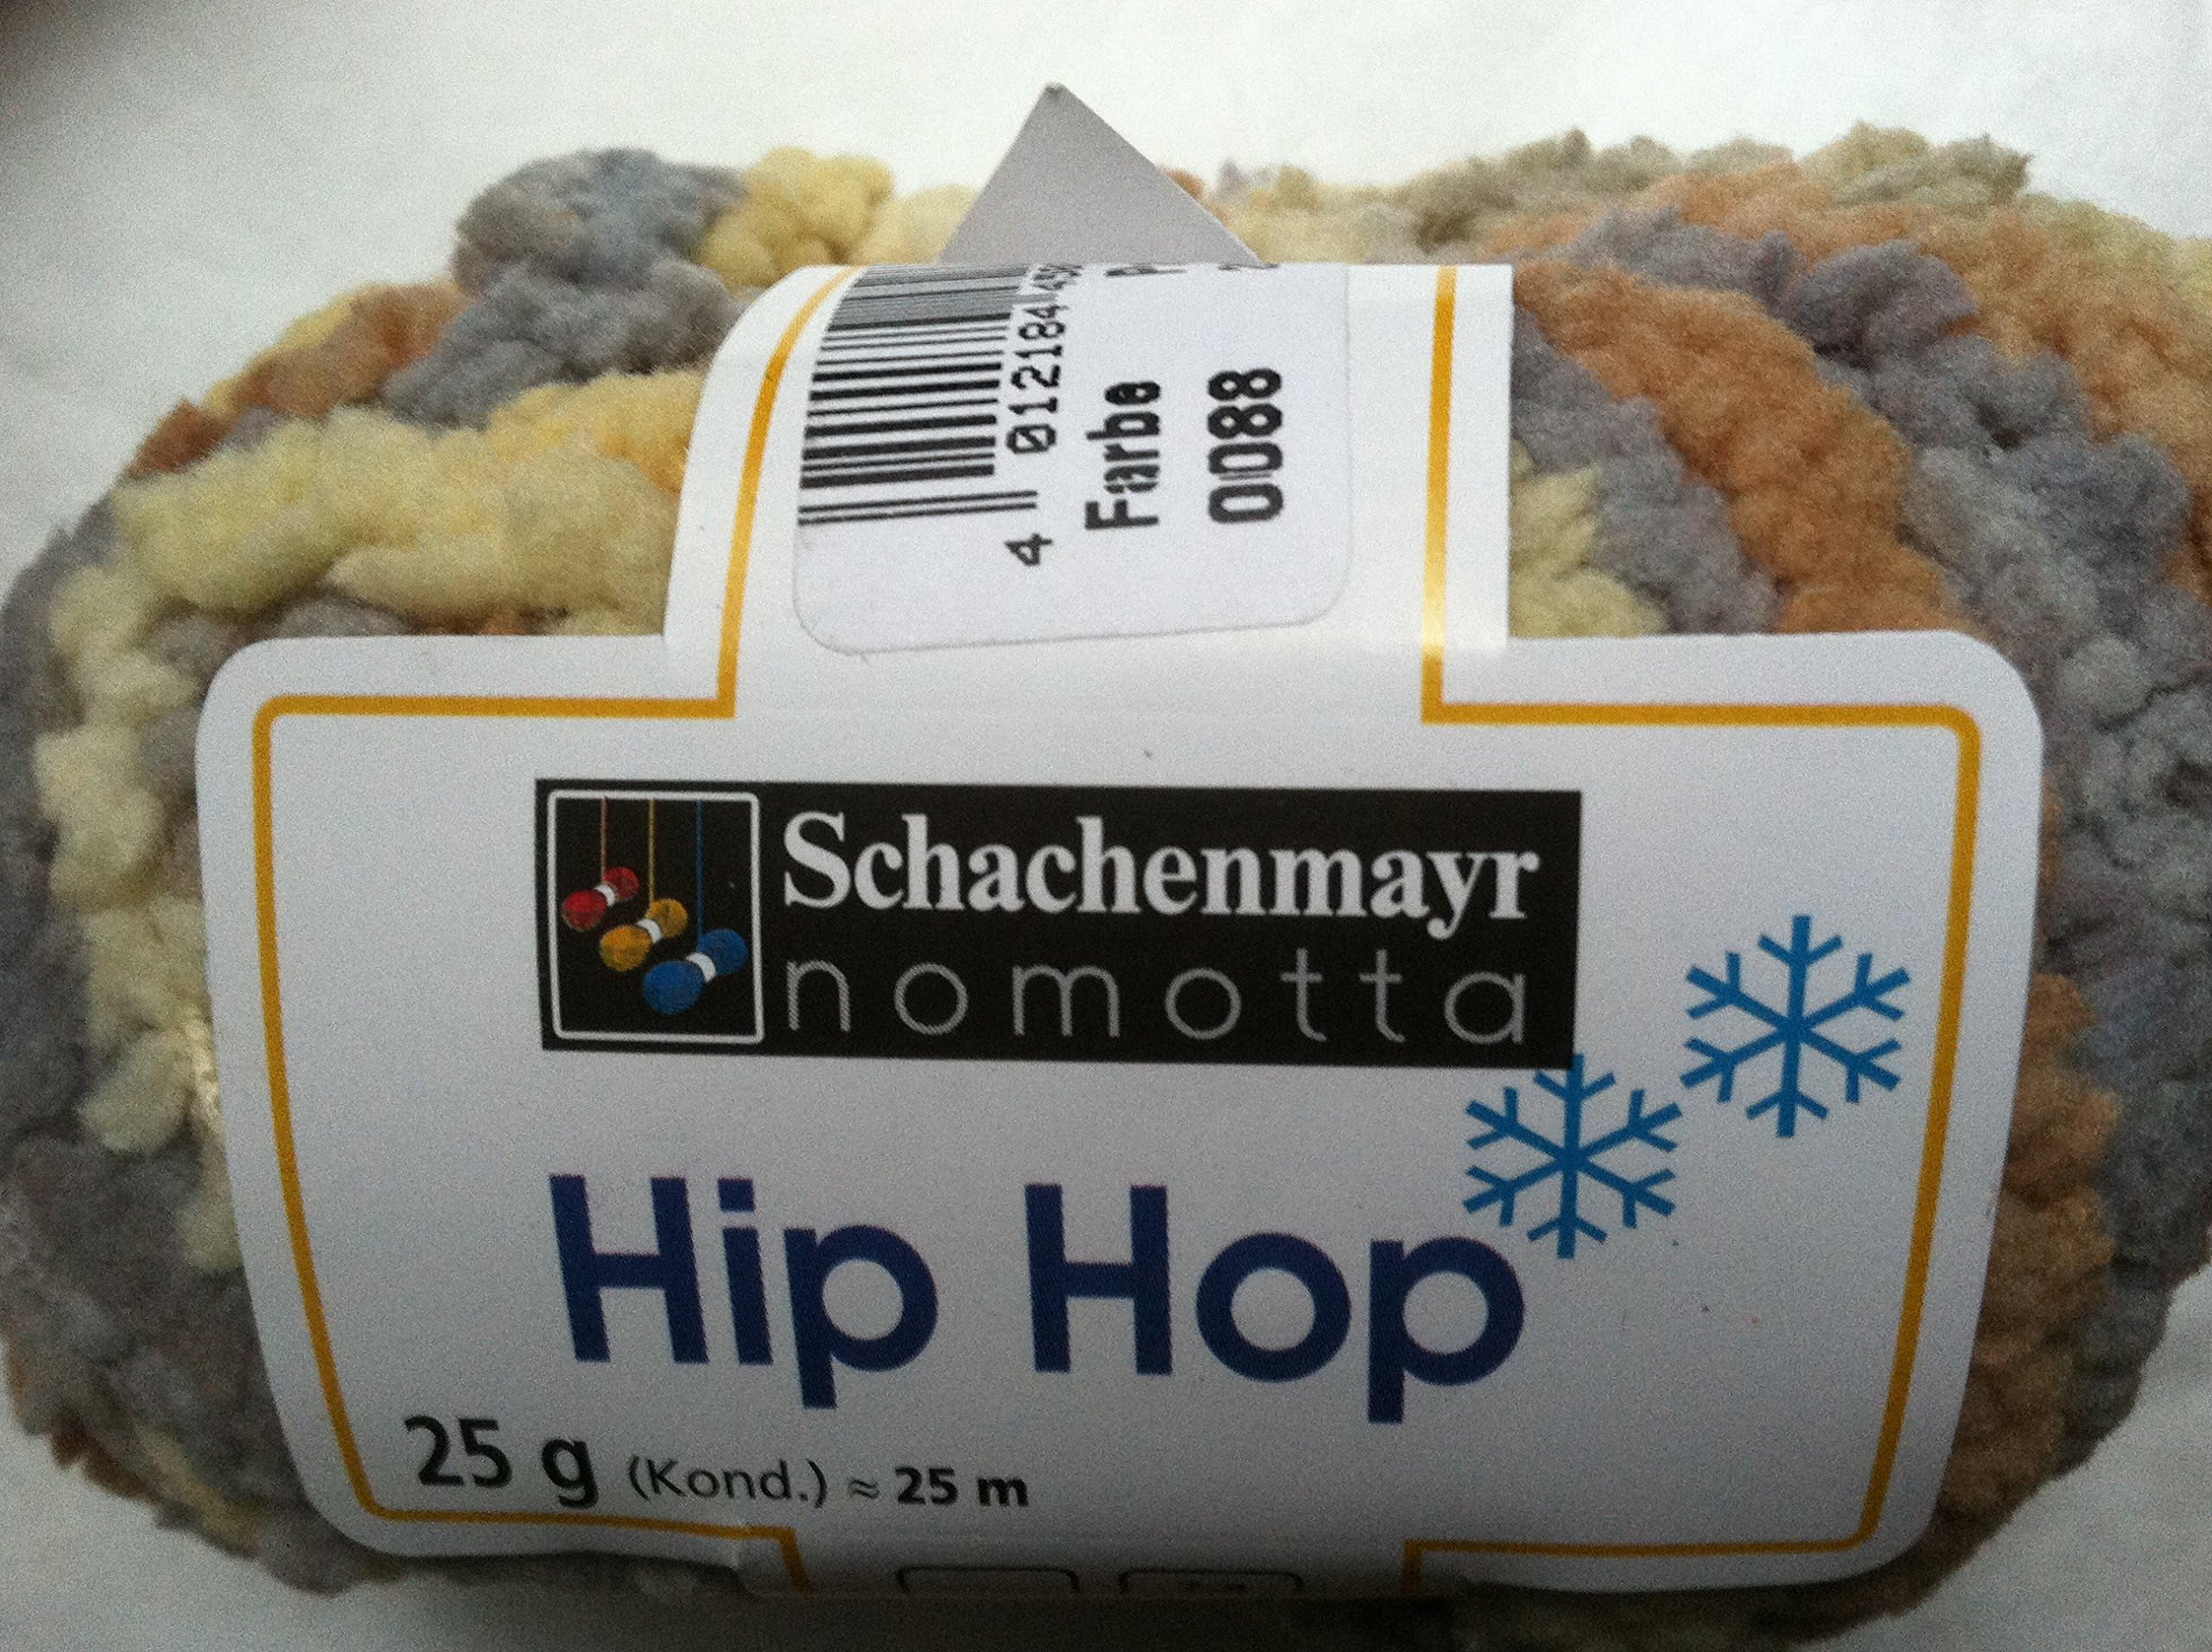 4 012184
Farbe
0088
Schachenmayr
nomotta
Hip Hop
25 g (Kond.) ≈ 25 m